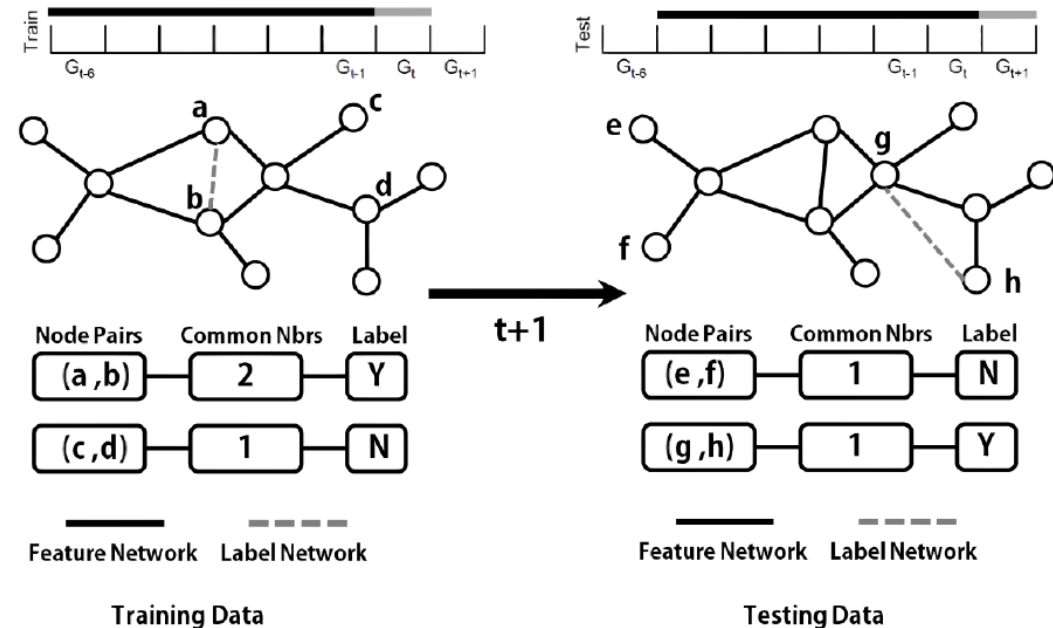 Train
G_{t-6} G_{t-1} G_t G_{t+1}
a
c
b
d
Node Pairs Common Nbrs Label
(a ,b) 2 Y
(c ,d) 1 N
Feature Network Label Network
Training Data
t+1
Test
G_{t-6} G_{t-1} G_t G_{t+1}
e
g
f
h
Node Pairs Common Nbrs Label
(e ,f) 1 N
(g ,h) 1 Y
Feature Network Label Network
Testing Data